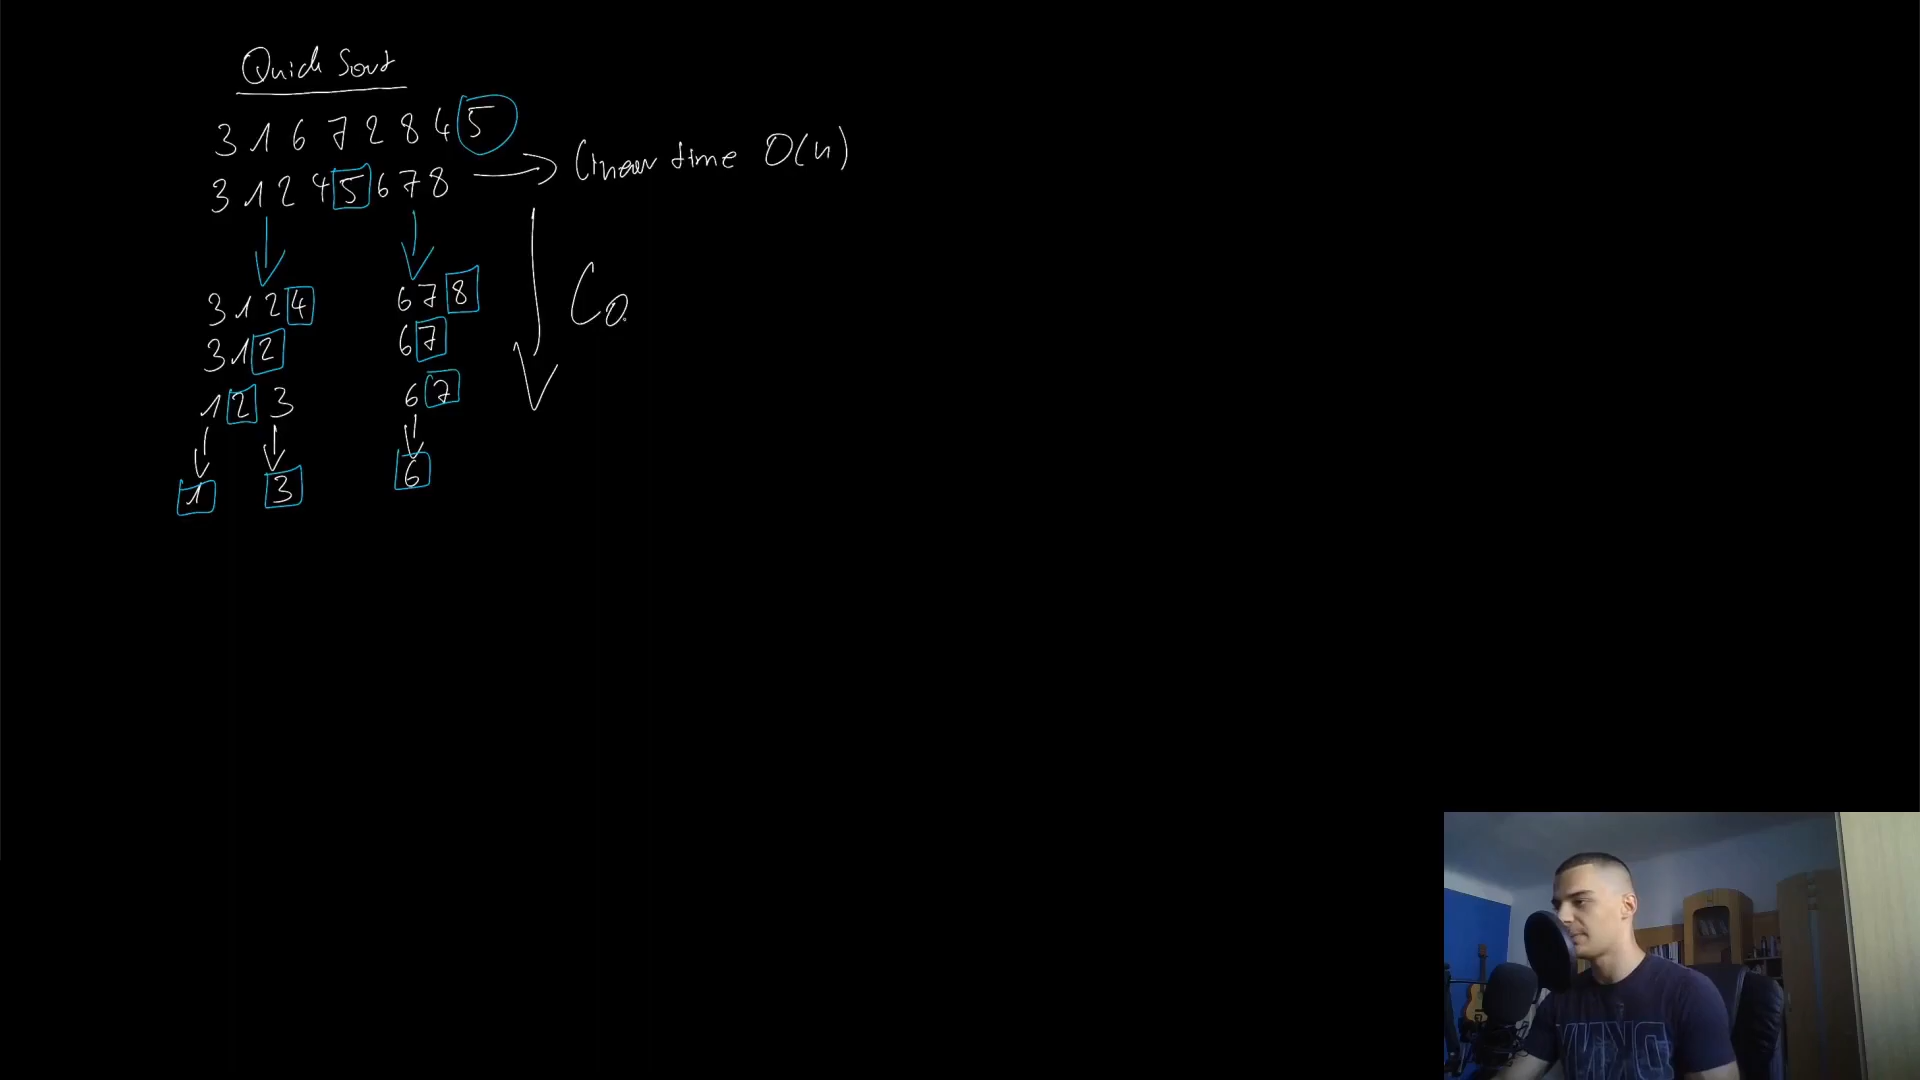 Quick Sort
3 1 6 7 2 8 4 5
3 1 2 4 5 6 7 8 → Linear time O(n)
3 1 2 4 6 7 8
Lo
3 1 2 6 7
1 2 3 6 7
1 3 6
DKNY